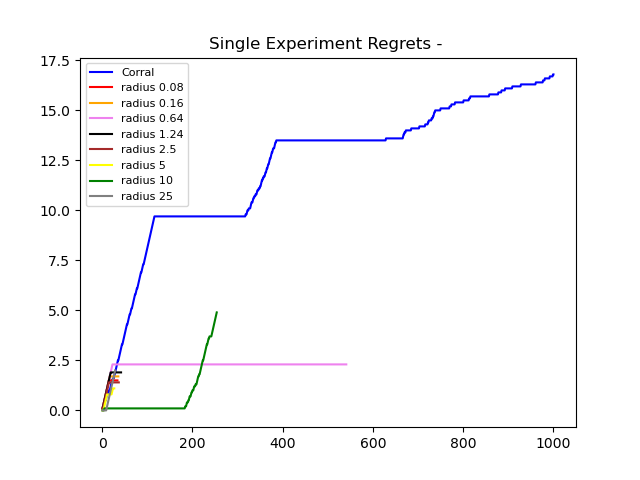 Single Experiment Regrets -
17.5
15.0
12.5
10.0
7.5
5.0
2.5
0.0
Corral
radius 0.08
radius 0.16
radius 0.64
radius 1.24
radius 2.5
radius 5
radius 10
radius 25
0
200
400
600
800
1000